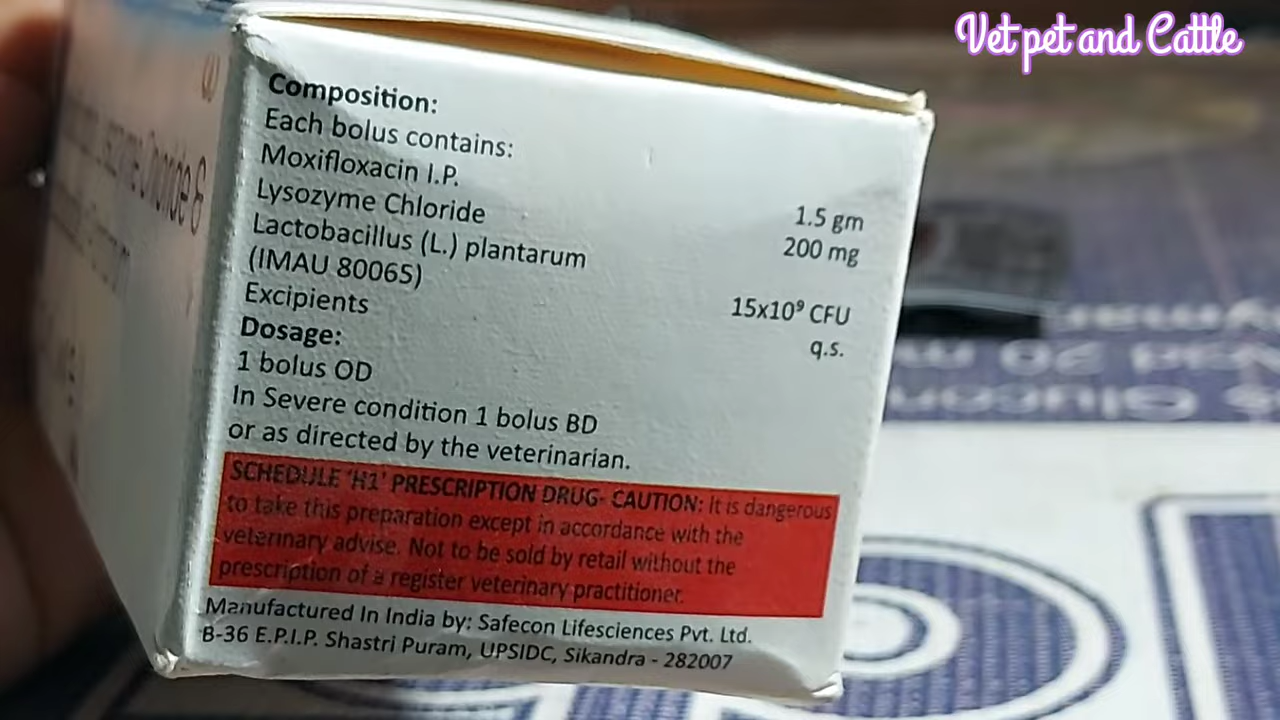 Vet pet and Cattle
Composition:
Each bolus contains:
Moxifloxacin I.P. 1.5 gm
Lysozyme Chloride 200 mg
Lactobacillus (L.) plantarum
(IMAU 80065) 15x10⁹ CFU
Excipients q.s.
Dosage:
1 bolus OD
In Severe condition 1 bolus BD
or as directed by the veterinarian.
SCHEDULE 'H1' PRESCRIPTION DRUG- CAUTION: It is dangerous
to take this preparation except in accordance with the
veterinary advise. Not to be sold by retail without the
prescription of a register veterinary practitioner.
Manufactured In India by: Safecon Lifesciences Pvt. Ltd.
B-36 E.P.I.P. Shastri Puram, UPSIDC, Sikandra - 282007